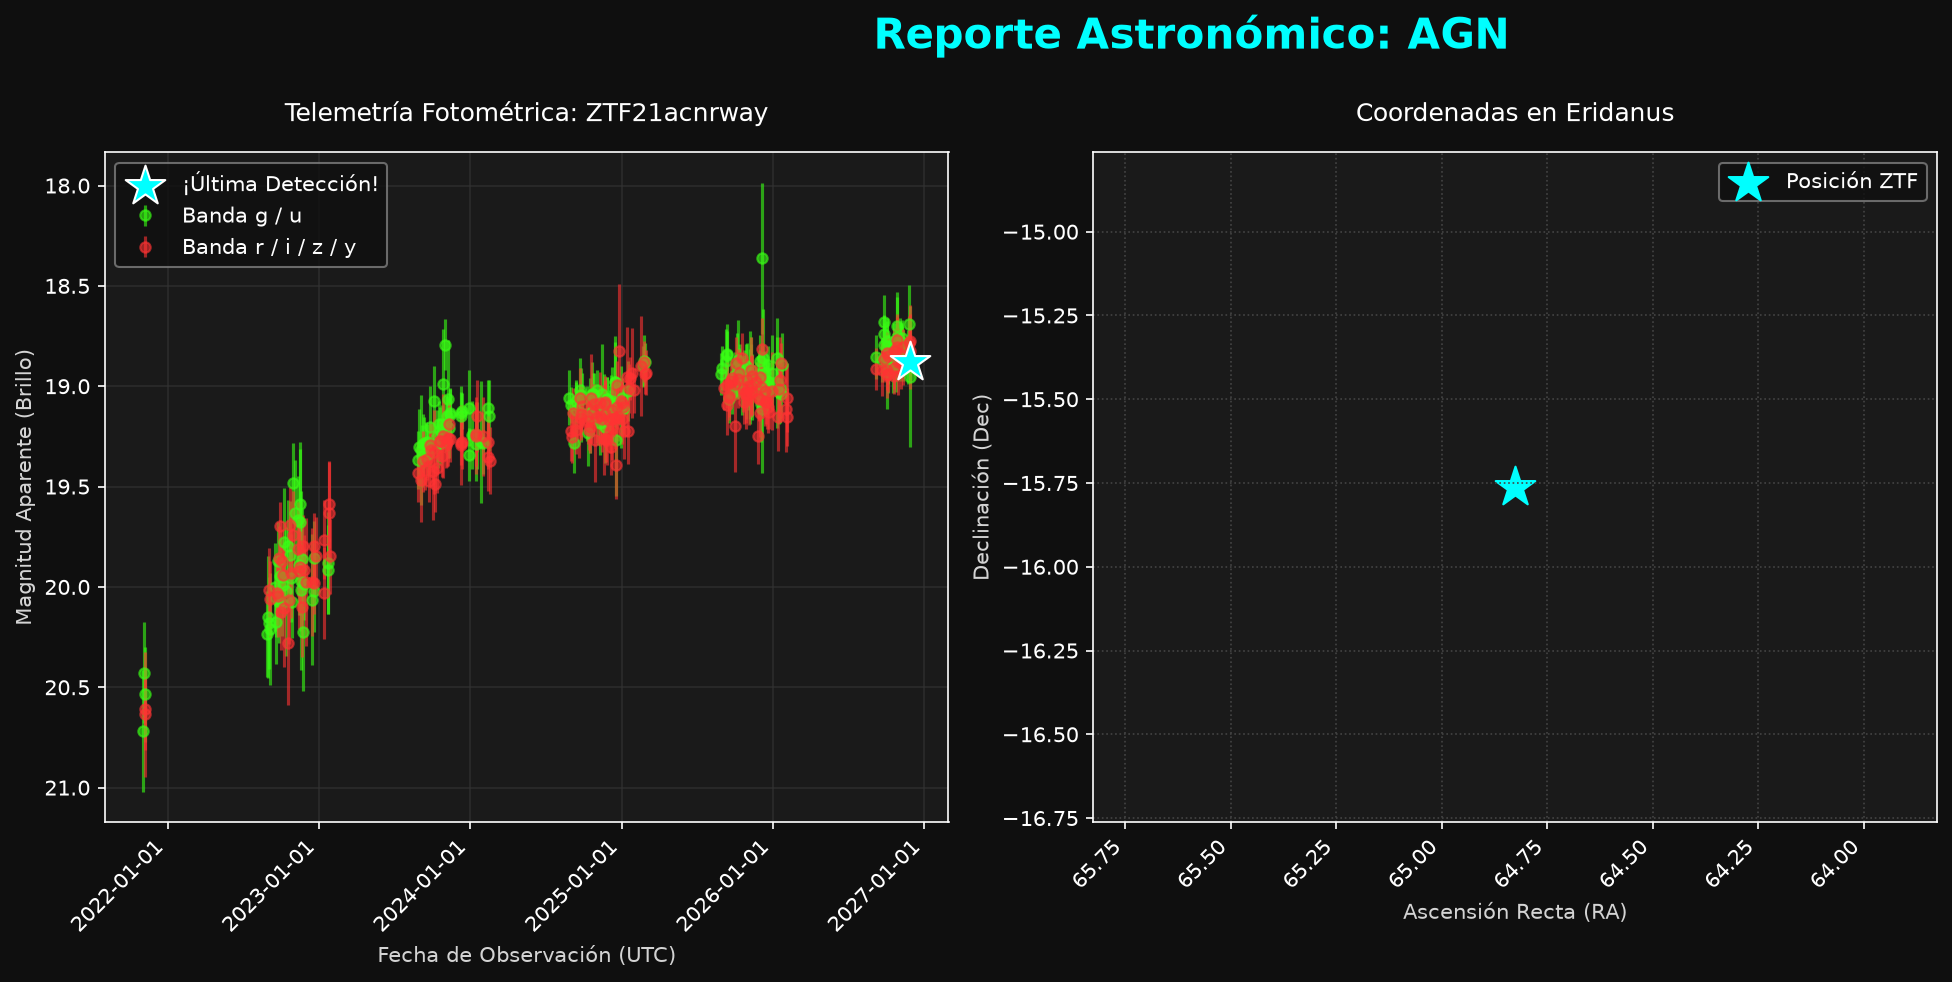 Reporte Astronómico: AGN
Telemetría Fotométrica: ZTF21acnrway
¡Última Detección!
Banda g / u
Banda r / i / z / y
Magnitud Aparente (Brillo)
18.0
18.5
19.0
19.5
20.0
20.5
21.0
2022-01-01
2023-01-01
2024-01-01
2025-01-01
2026-01-01
2027-01-01
Fecha de Observación (UTC)
Coordenadas en Eridanus
Posición ZTF
Declinación (Dec)
−15.00
−15.25
−15.50
−15.75
−16.00
−16.25
−16.50
−16.75
65.75
65.50
65.25
65.00
64.75
64.50
64.25
64.00
Ascensión Recta (RA)